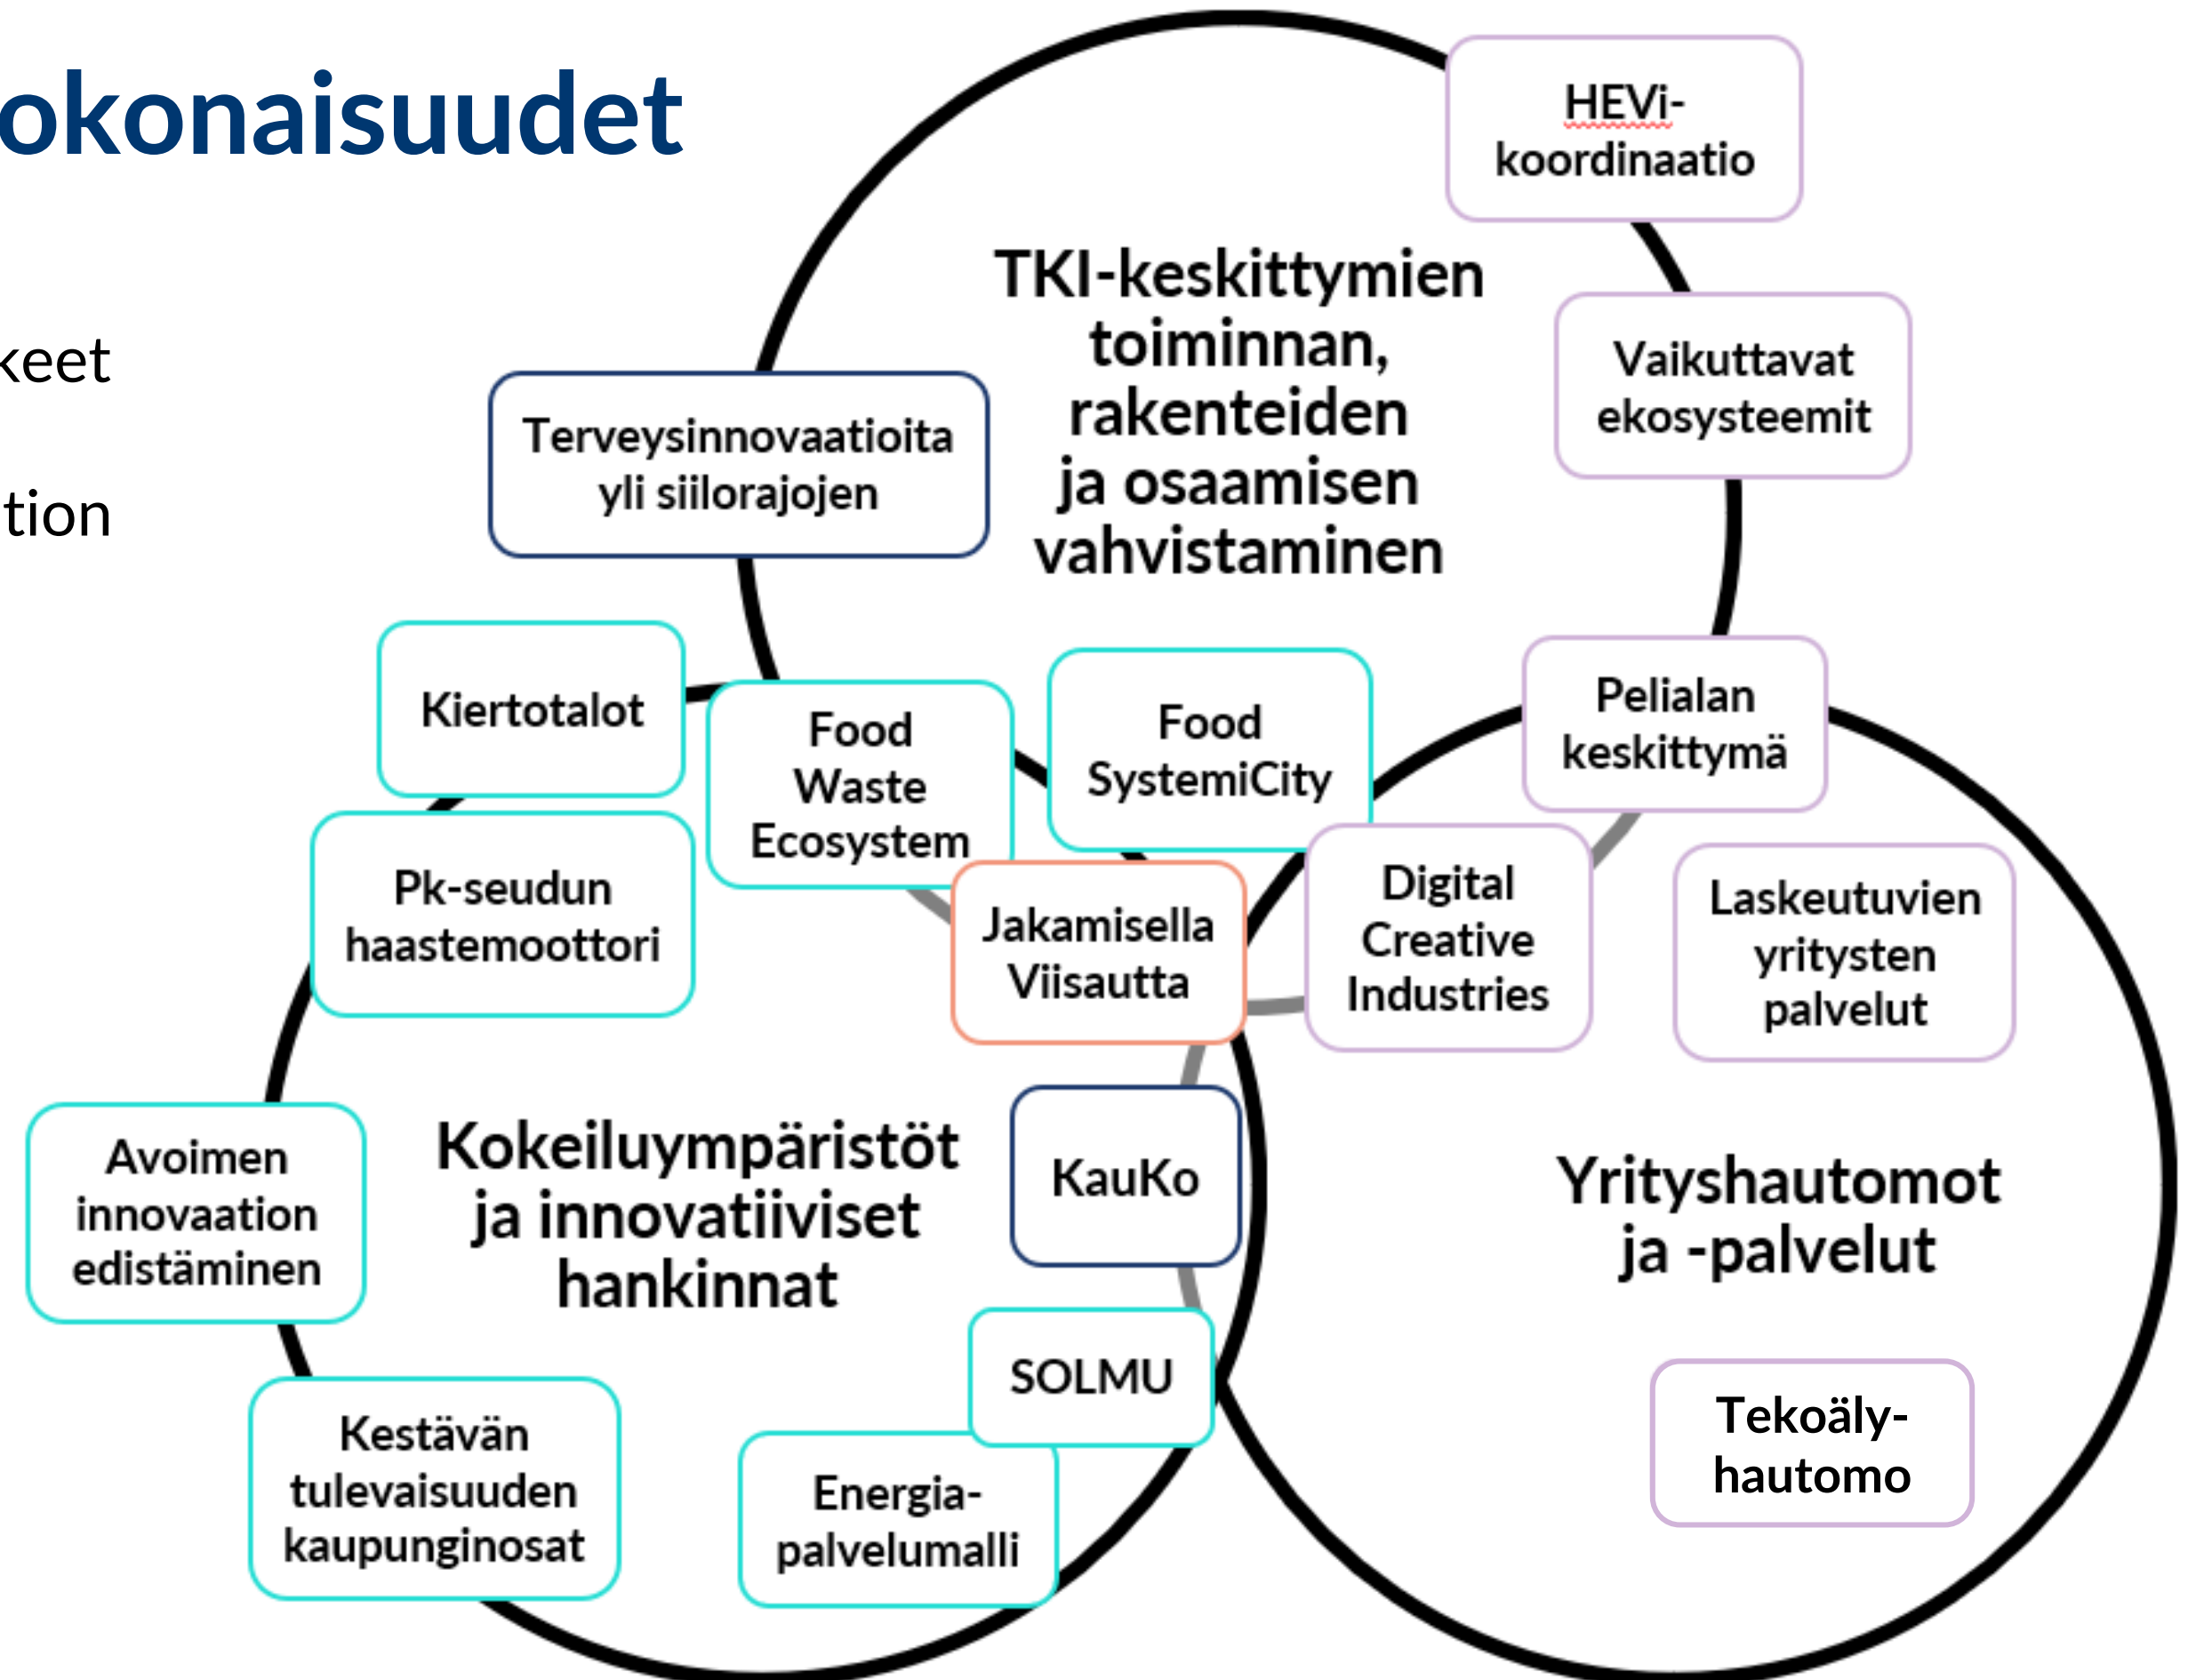 okonaisuudet
keet
tion
HEVi-
koordinaatio
TKI-keskittymien
toiminnan,
rakenteiden
ja osaamisen
vahvistaminen
Vaikuttavat
ekosysteemit
Terveysinnovaatioita
yli siilorajojen
Kiertotalot
Food
Waste
Ecosystem
Food
SystemiCity
Pelialan
keskittymä
Pk-seudun
haastemoottori
Jakamisella
Viisautta
Digital
Creative
Industries
Laskeutuvien
yritysten
palvelut
Avoimen
innovaation
edistäminen
Kokeiluympäristöt
ja innovatiiviset
hankinnat
KauKo
Yrityshautomot
ja -palvelut
SOLMU
Kestävän
tulevaisuuden
kaupunginosat
Energia-
palvelumalli
Tekoäly-
hautomo